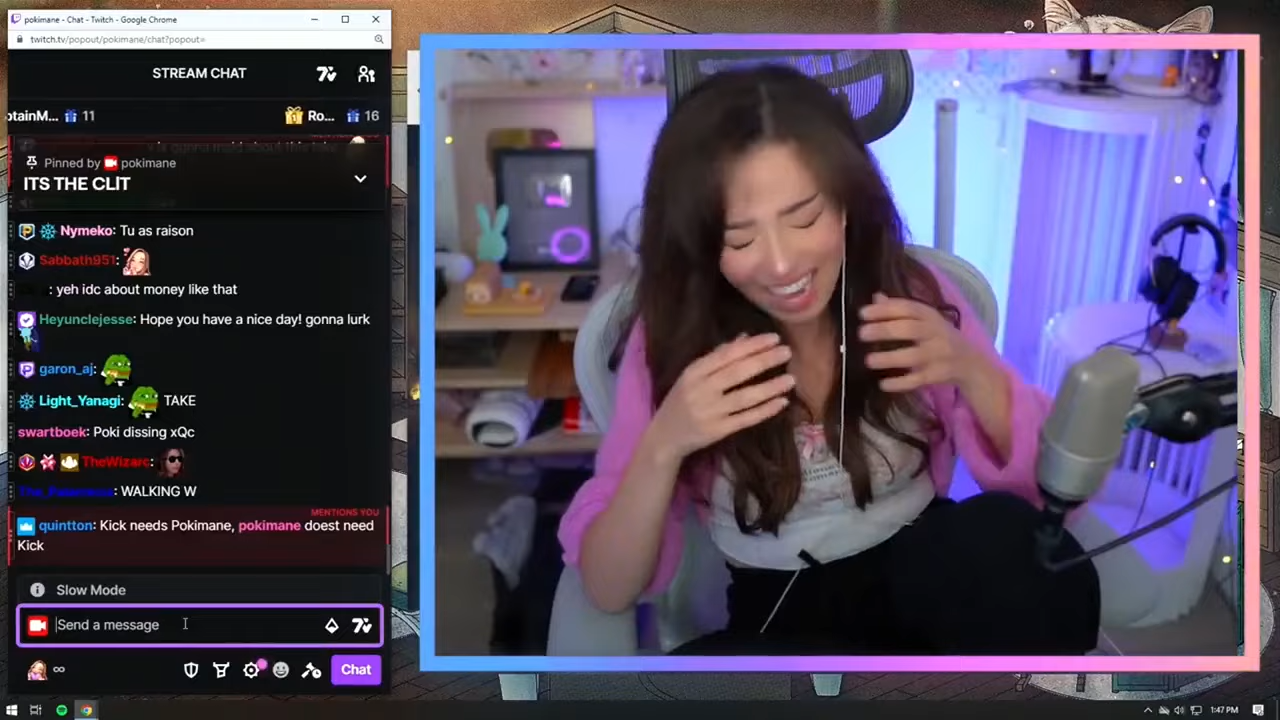 pokimane - Chat - Twitch - Google Chrome
twitch.tv/popout/pokimane/chat?popout=
STREAM CHAT
otainM... 11
Ro... 16
Pinned by pokimane
ITS THE CLIT
Nymeko: Tu as raison
Sabbath951:
: yeh idc about money like that
Heyunclejesse: Hope you have a nice day! gonna lurk
garon_aj:
Light_Yanagi: TAKE
swartboek: Poki dissing xQc
TheWizarc:
: WALKING W
MENTIONS YOU
quintton: Kick needs Pokimane, pokimane doest need
Kick
Slow Mode
Send a message
Chat
1:47 PM